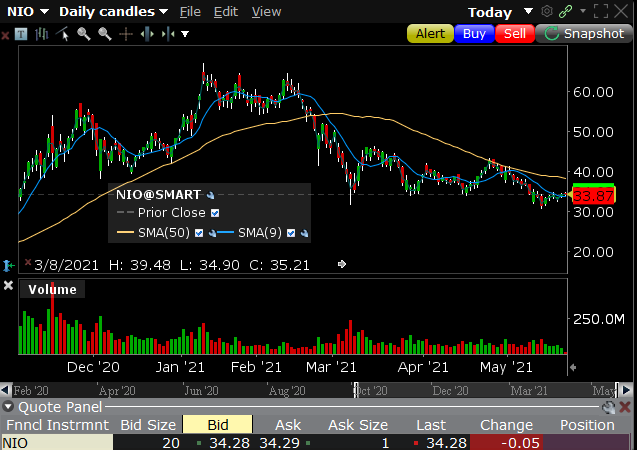 NIO Daily candles Today
File Edit View
Alert Buy Sell Snapshot
T
60.00
50.00
40.00
33.87
30.00
20.00
NIO@SMART
Prior Close
SMA(50) SMA(9)
3/8/2021 H: 39.48 L: 34.90 C: 35.21
Volume
250.0M
Dec '20 Jan '21 Feb '21 Mar '21 Apr '21 May '21
Feb '20 Apr '20 Jun '20 Aug '20 Oct '20 Dec '20 Mar '21 May
Quote Panel
Fnncl Instrmnt Bid Size Bid Ask Ask Size Last Change Position
NIO 20 34.28 34.29 1 34.28 -0.05